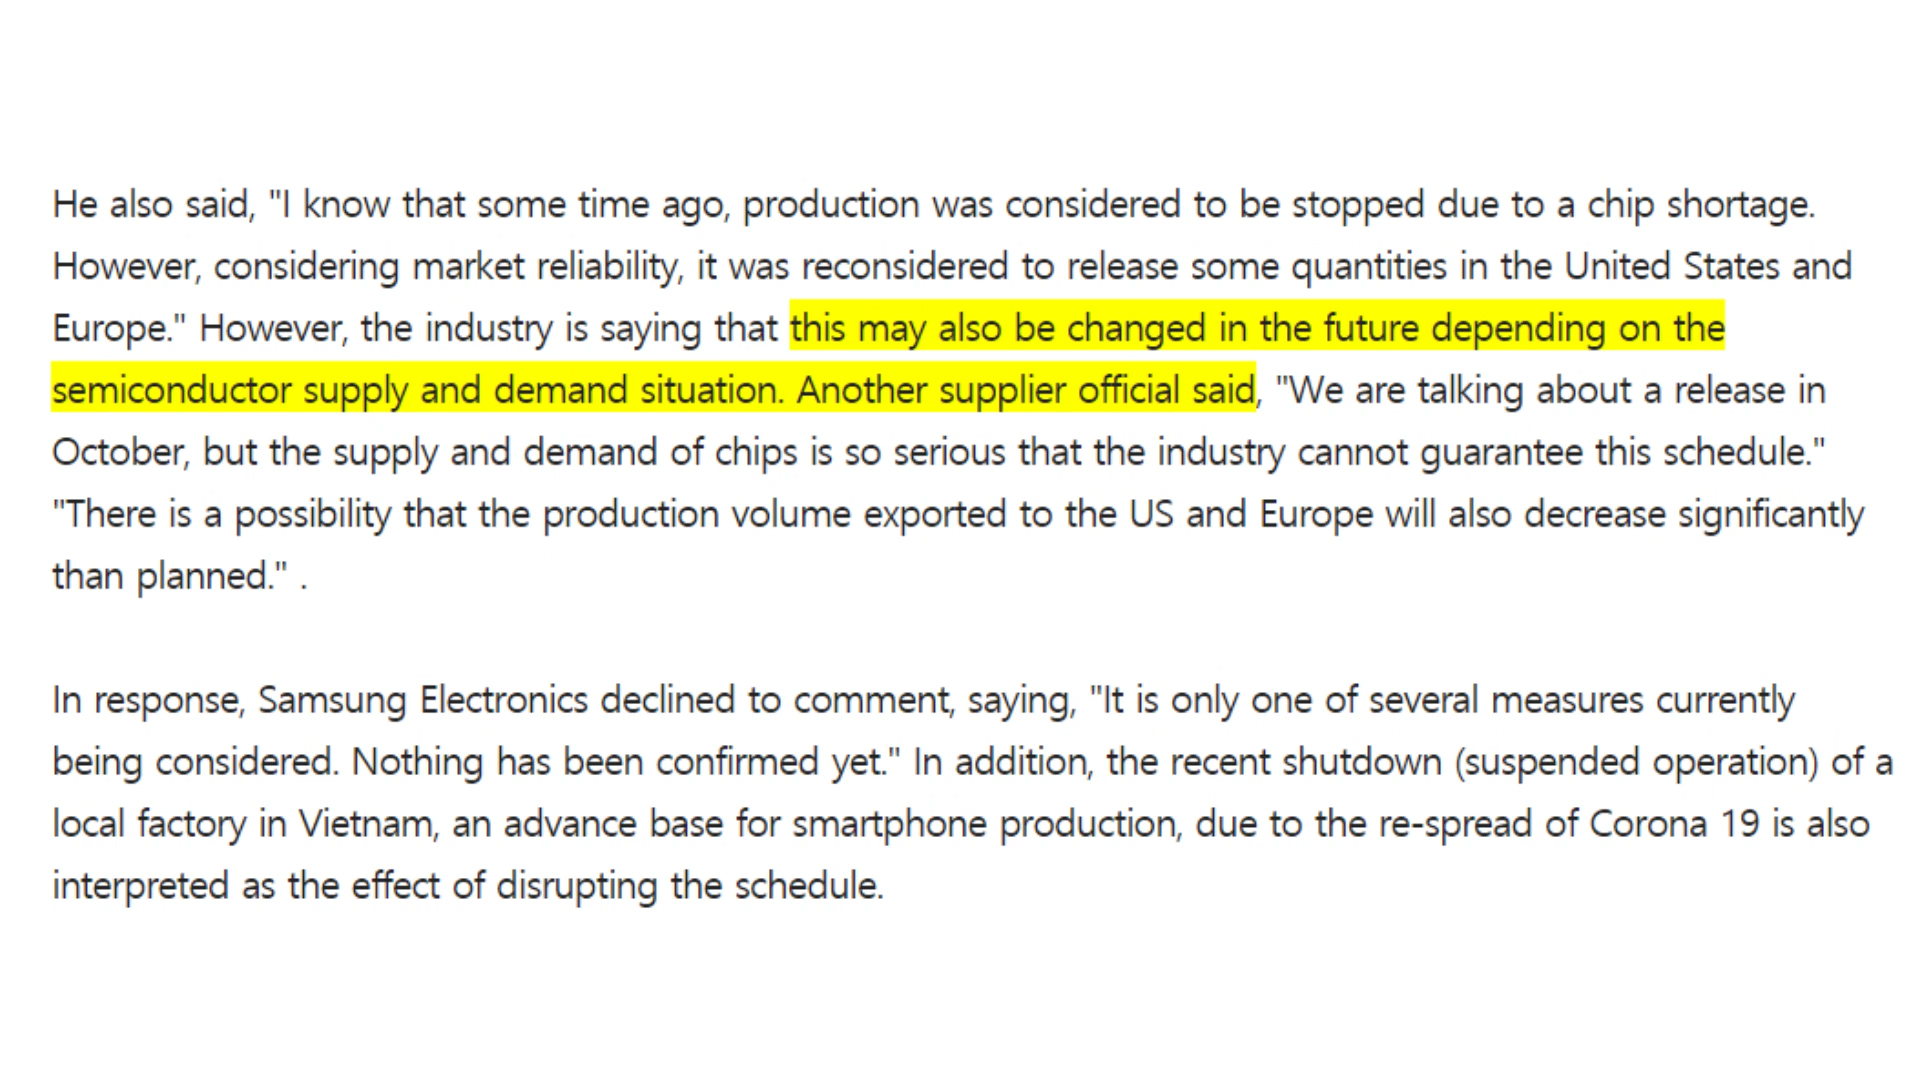 He also said, "I know that some time ago, production was considered to be stopped due to a chip shortage.
However, considering market reliability, it was reconsidered to release some quantities in the United States and
Europe." However, the industry is saying that this may also be changed in the future depending on the
semiconductor supply and demand situation. Another supplier official said, "We are talking about a release in
October, but the supply and demand of chips is so serious that the industry cannot guarantee this schedule."
"There is a possibility that the production volume exported to the US and Europe will also decrease significantly
than planned." .
In response, Samsung Electronics declined to comment, saying, "It is only one of several measures currently
being considered. Nothing has been confirmed yet." In addition, the recent shutdown (suspended operation) of a
local factory in Vietnam, an advance base for smartphone production, due to the re-spread of Corona 19 is also
interpreted as the effect of disrupting the schedule.